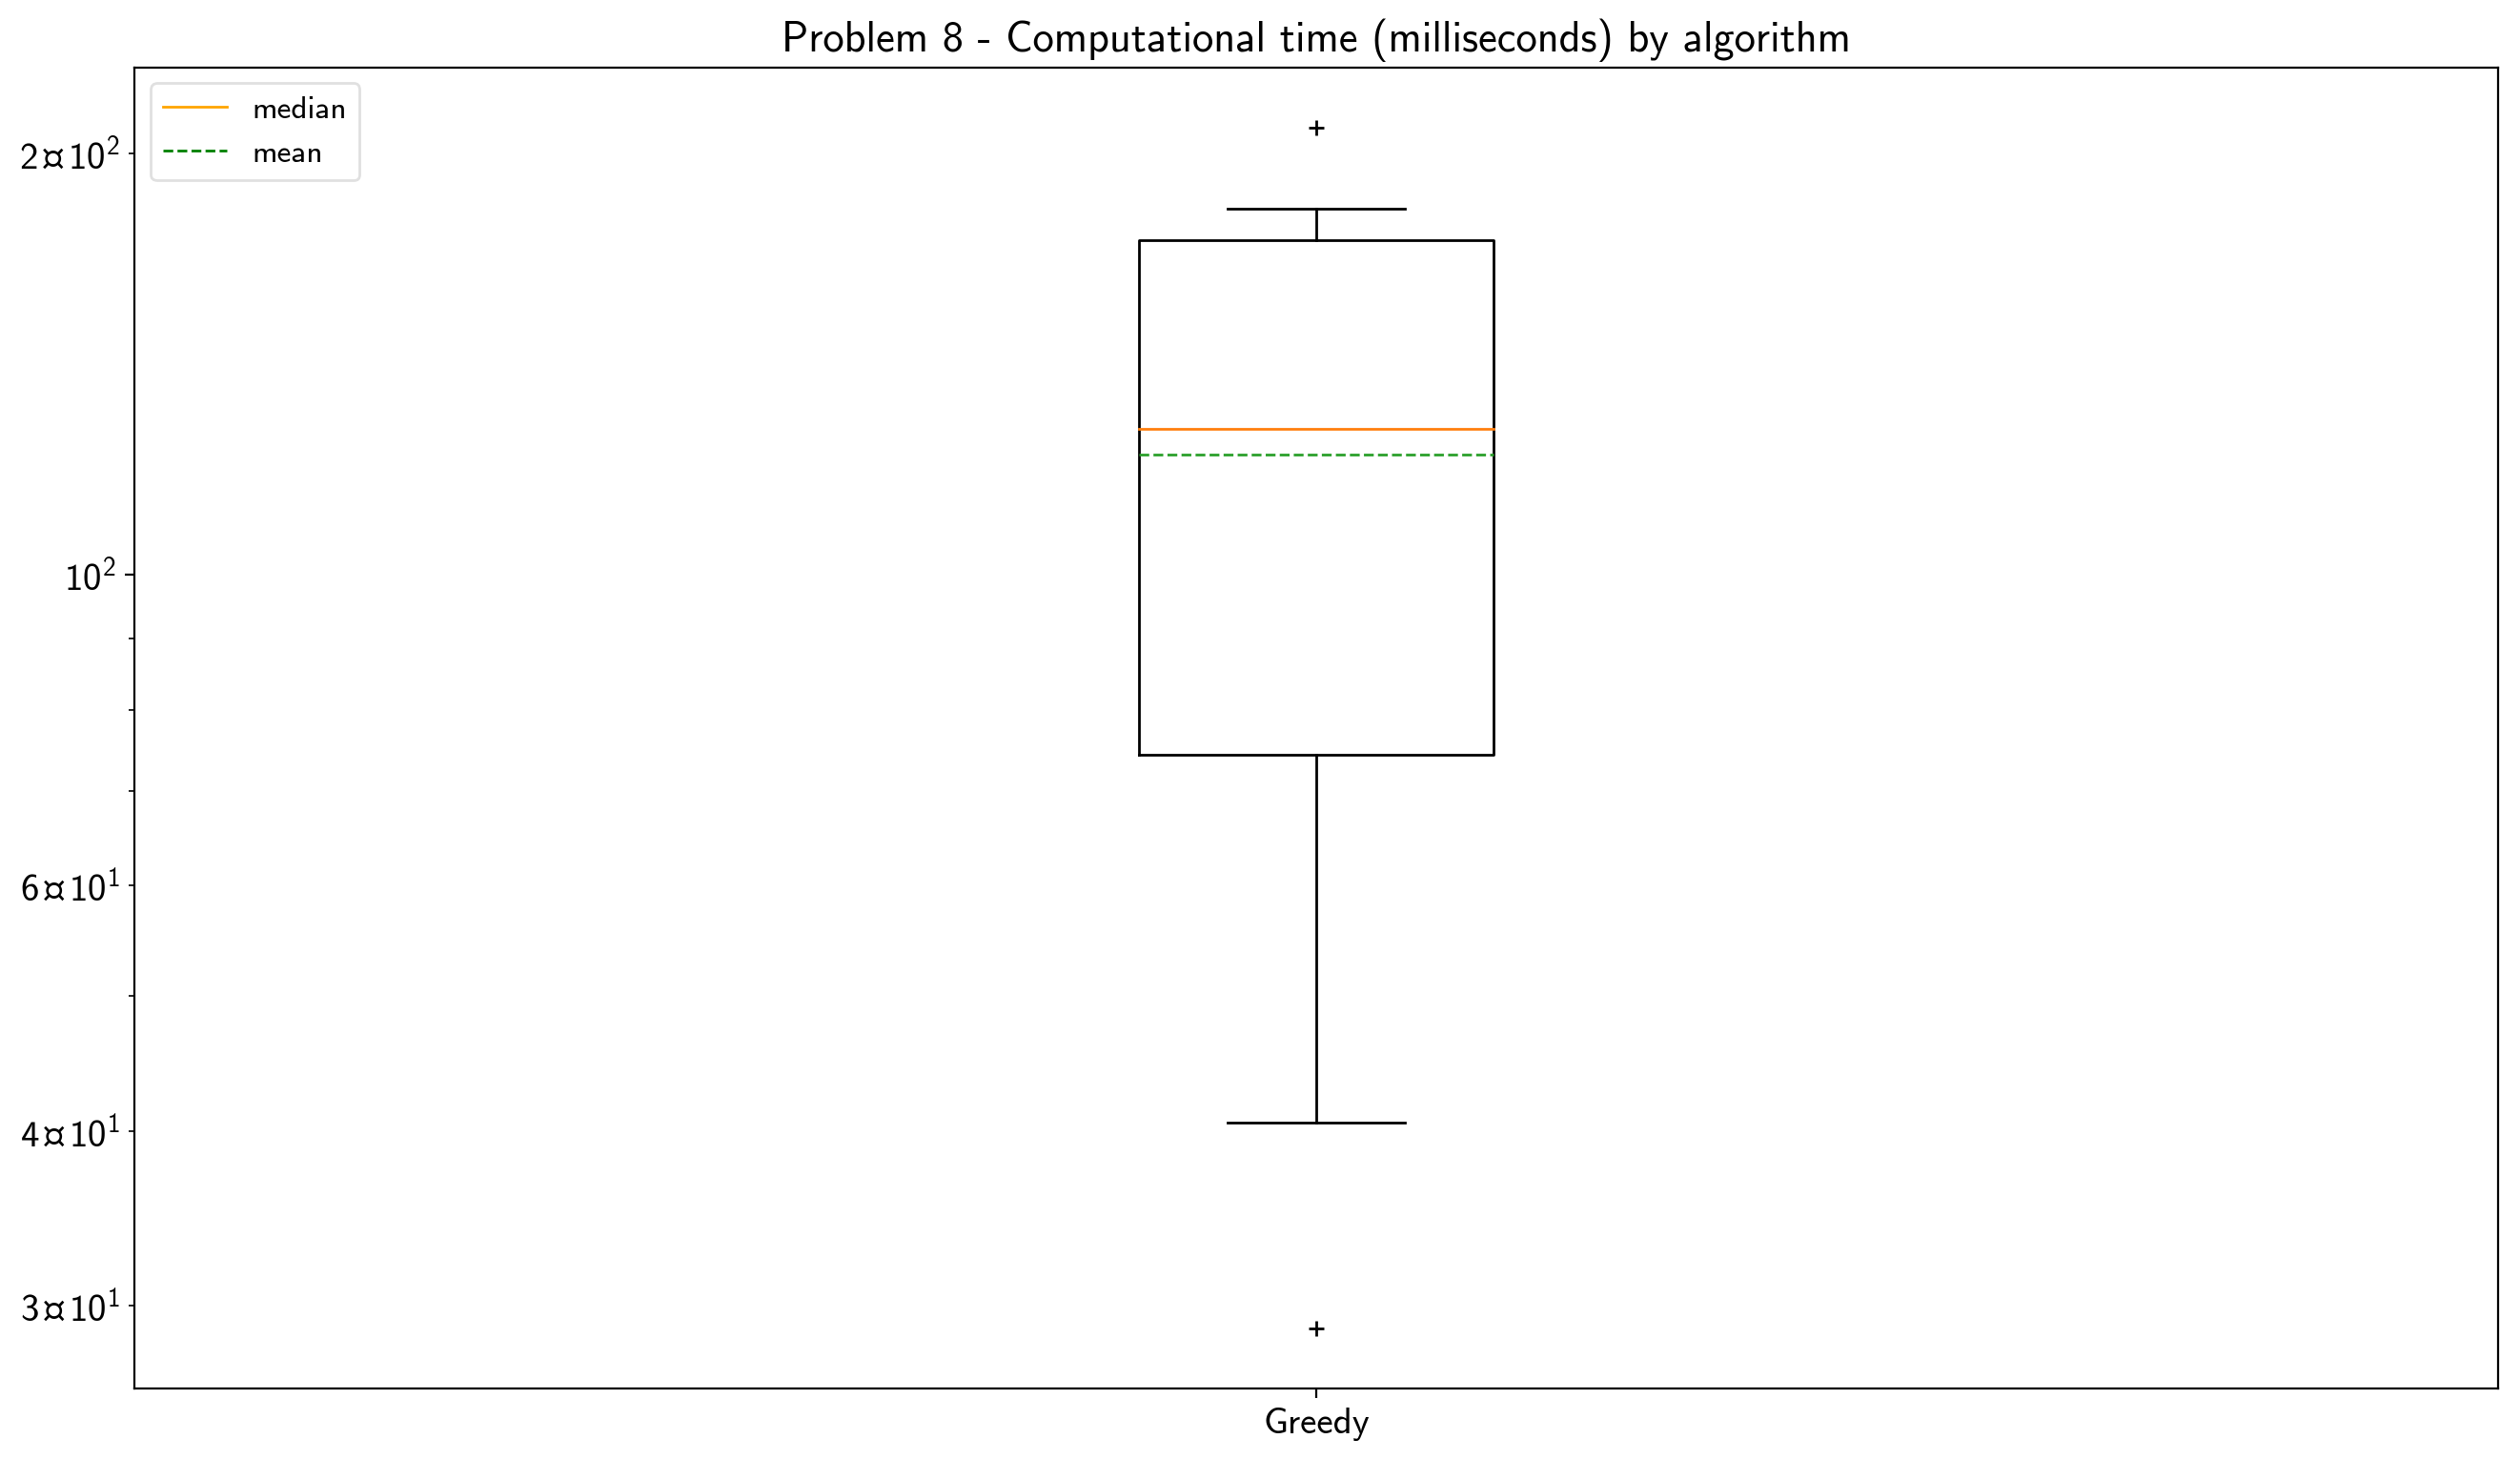 Problem 8 - Computational time (milliseconds) by algorithm
median
mean
2¤10²
10²
6¤10¹
4¤10¹
3¤10¹
Greedy